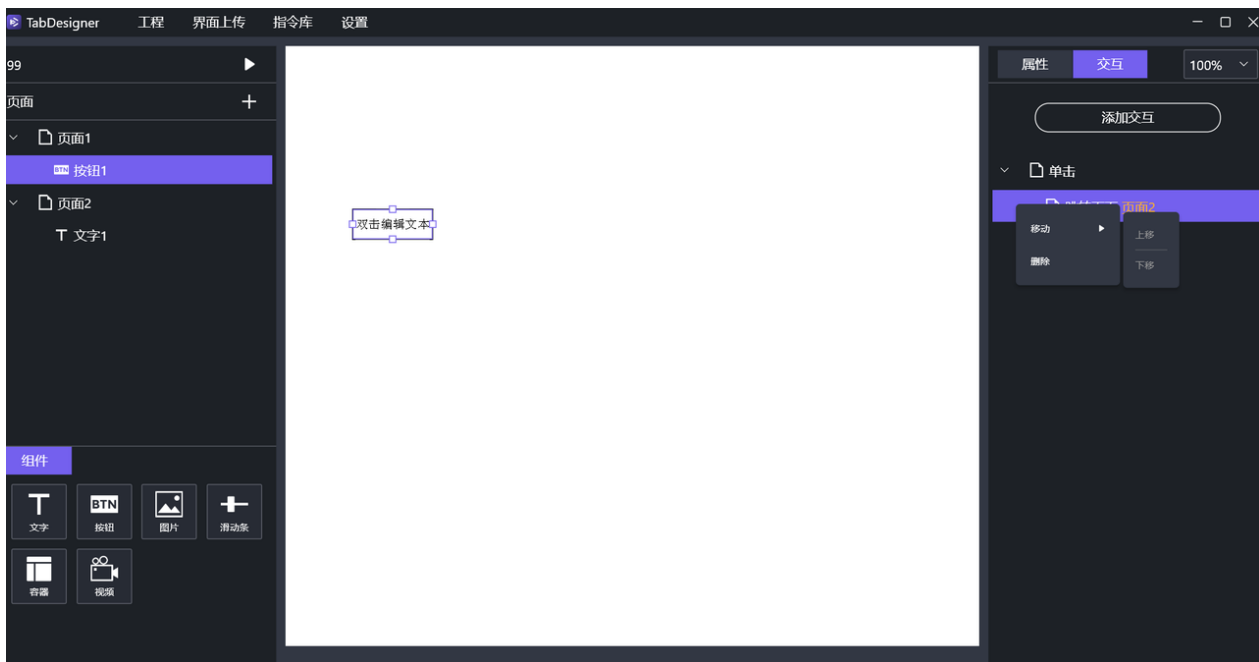 TabDesigner 工程 界面上传 指令库 设置
99
页面
页面1
BTN 按钮1
页面2
T 文字1
组件
T BTN
文字 按钮 图片 滑动条
容器 视频
双击编辑文本
属性 交互 100%
添加交互
单击
页面2
移动 上移
删除 下移